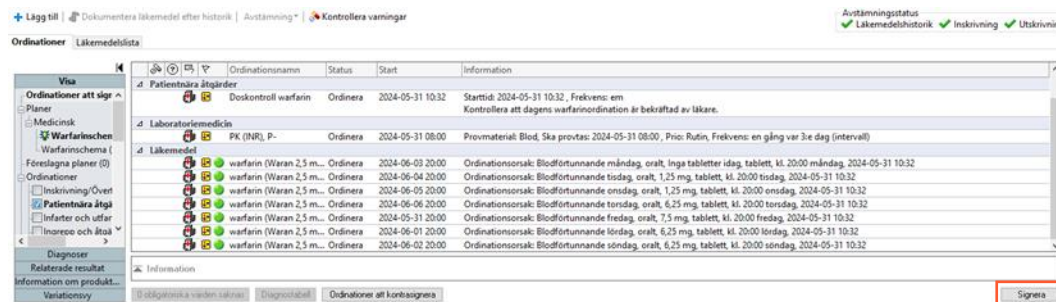 Lägg till | Dokumentera läkemedel efter historik | Avstämning | Kontrollera varningar
Avstämningsstatus
Läkemedelshistorik Inskrivning Utskrivnin
Ordinationer Läkemedelslista
Visa
Ordinationer att sigr
Planer
Medicinsk
Warfarinschen
Warfarinschema (
Föreslagna planer (0)
Ordinationer
Inskrivning/Övert
Patientnära åtgä
Infarter och utfar
Ingrepp och åtgä
Diagnoser
Relaterade resultat
Information om produkt...
Variationsvy
Ordinationsnamn Status Start Information
Patientnära åtgärder
Doskontroll warfarin Ordinera 2024-05-31 10:32 Starttid: 2024-05-31 10:32 , Frekvens: em
Kontrollera att dagens warfarinordination är bekräftad av läkare.
Laboratoriemedicin
PK (INR), P- Ordinera 2024-05-31 08:00 Provmaterial: Blod, Ska provtas: 2024-05-31 08:00 , Prio: Rutin, Frekvens: en gång var 3:e dag (intervall)
Läkemedel
warfarin (Waran 2,5 m... Ordinera 2024-06-03 20:00 Ordinationsorsak: Blodförtunnande måndag, oralt, Inga tabletter idag, tablett, kl. 20:00 måndag, 2024-05-31 10:32
warfarin (Waran 2,5 m... Ordinera 2024-06-04 20:00 Ordinationsorsak: Blodförtunnande tisdag, oralt, 1,25 mg, tablett, kl. 20:00 tisdag, 2024-05-31 10:32
warfarin (Waran 2,5 m... Ordinera 2024-06-05 20:00 Ordinationsorsak: Blodförtunnande onsdag, oralt, 1,25 mg, tablett, kl. 20:00 onsdag, 2024-05-31 10:32
warfarin (Waran 2,5 m... Ordinera 2024-06-06 20:00 Ordinationsorsak: Blodförtunnande torsdag, oralt, 6,25 mg, tablett, kl. 20:00 torsdag, 2024-05-31 10:32
warfarin (Waran 2,5 m... Ordinera 2024-05-31 20:00 Ordinationsorsak: Blodförtunnande fredag, oralt, 7,5 mg, tablett, kl. 20:00 fredag, 2024-05-31 10:32
warfarin (Waran 2,5 m... Ordinera 2024-06-01 20:00 Ordinationsorsak: Blodförtunnande lördag, oralt, 6,25 mg, tablett, kl. 20:00 lördag, 2024-05-31 10:32
warfarin (Waran 2,5 m... Ordinera 2024-06-02 20:00 Ordinationsorsak: Blodförtunnande söndag, oralt, 6,25 mg, tablett, kl. 20:00 söndag, 2024-05-31 10:32
Information
0 obligatoriska värden saknas Diagnostabell Ordinationer att kontrasignera Signera